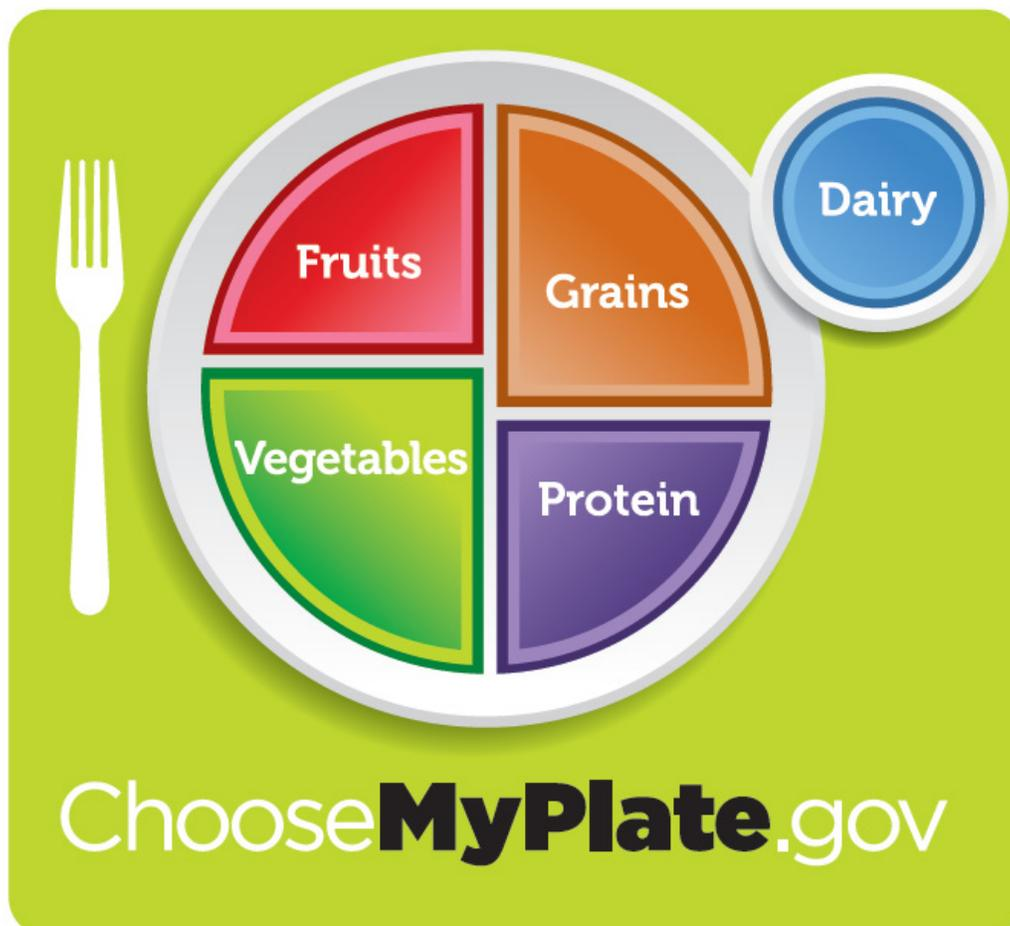 Fruits
Grains
Dairy
Vegetables
Protein
ChooseMyPlate.gov